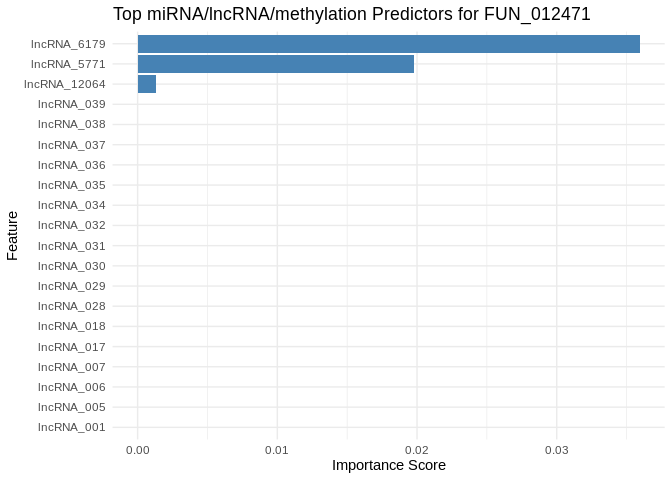 Top miRNA/lncRNA/methylation Predictors for FUN_012471
lncRNA_6179
lncRNA_5771
lncRNA_12064
lncRNA_039
lncRNA_038
lncRNA_037
lncRNA_036
lncRNA_035
lncRNA_034
lncRNA_032
lncRNA_031
lncRNA_030
lncRNA_029
lncRNA_028
lncRNA_018
lncRNA_017
lncRNA_007
lncRNA_006
lncRNA_005
lncRNA_001
Feature
0.00 0.01 0.02 0.03
Importance Score